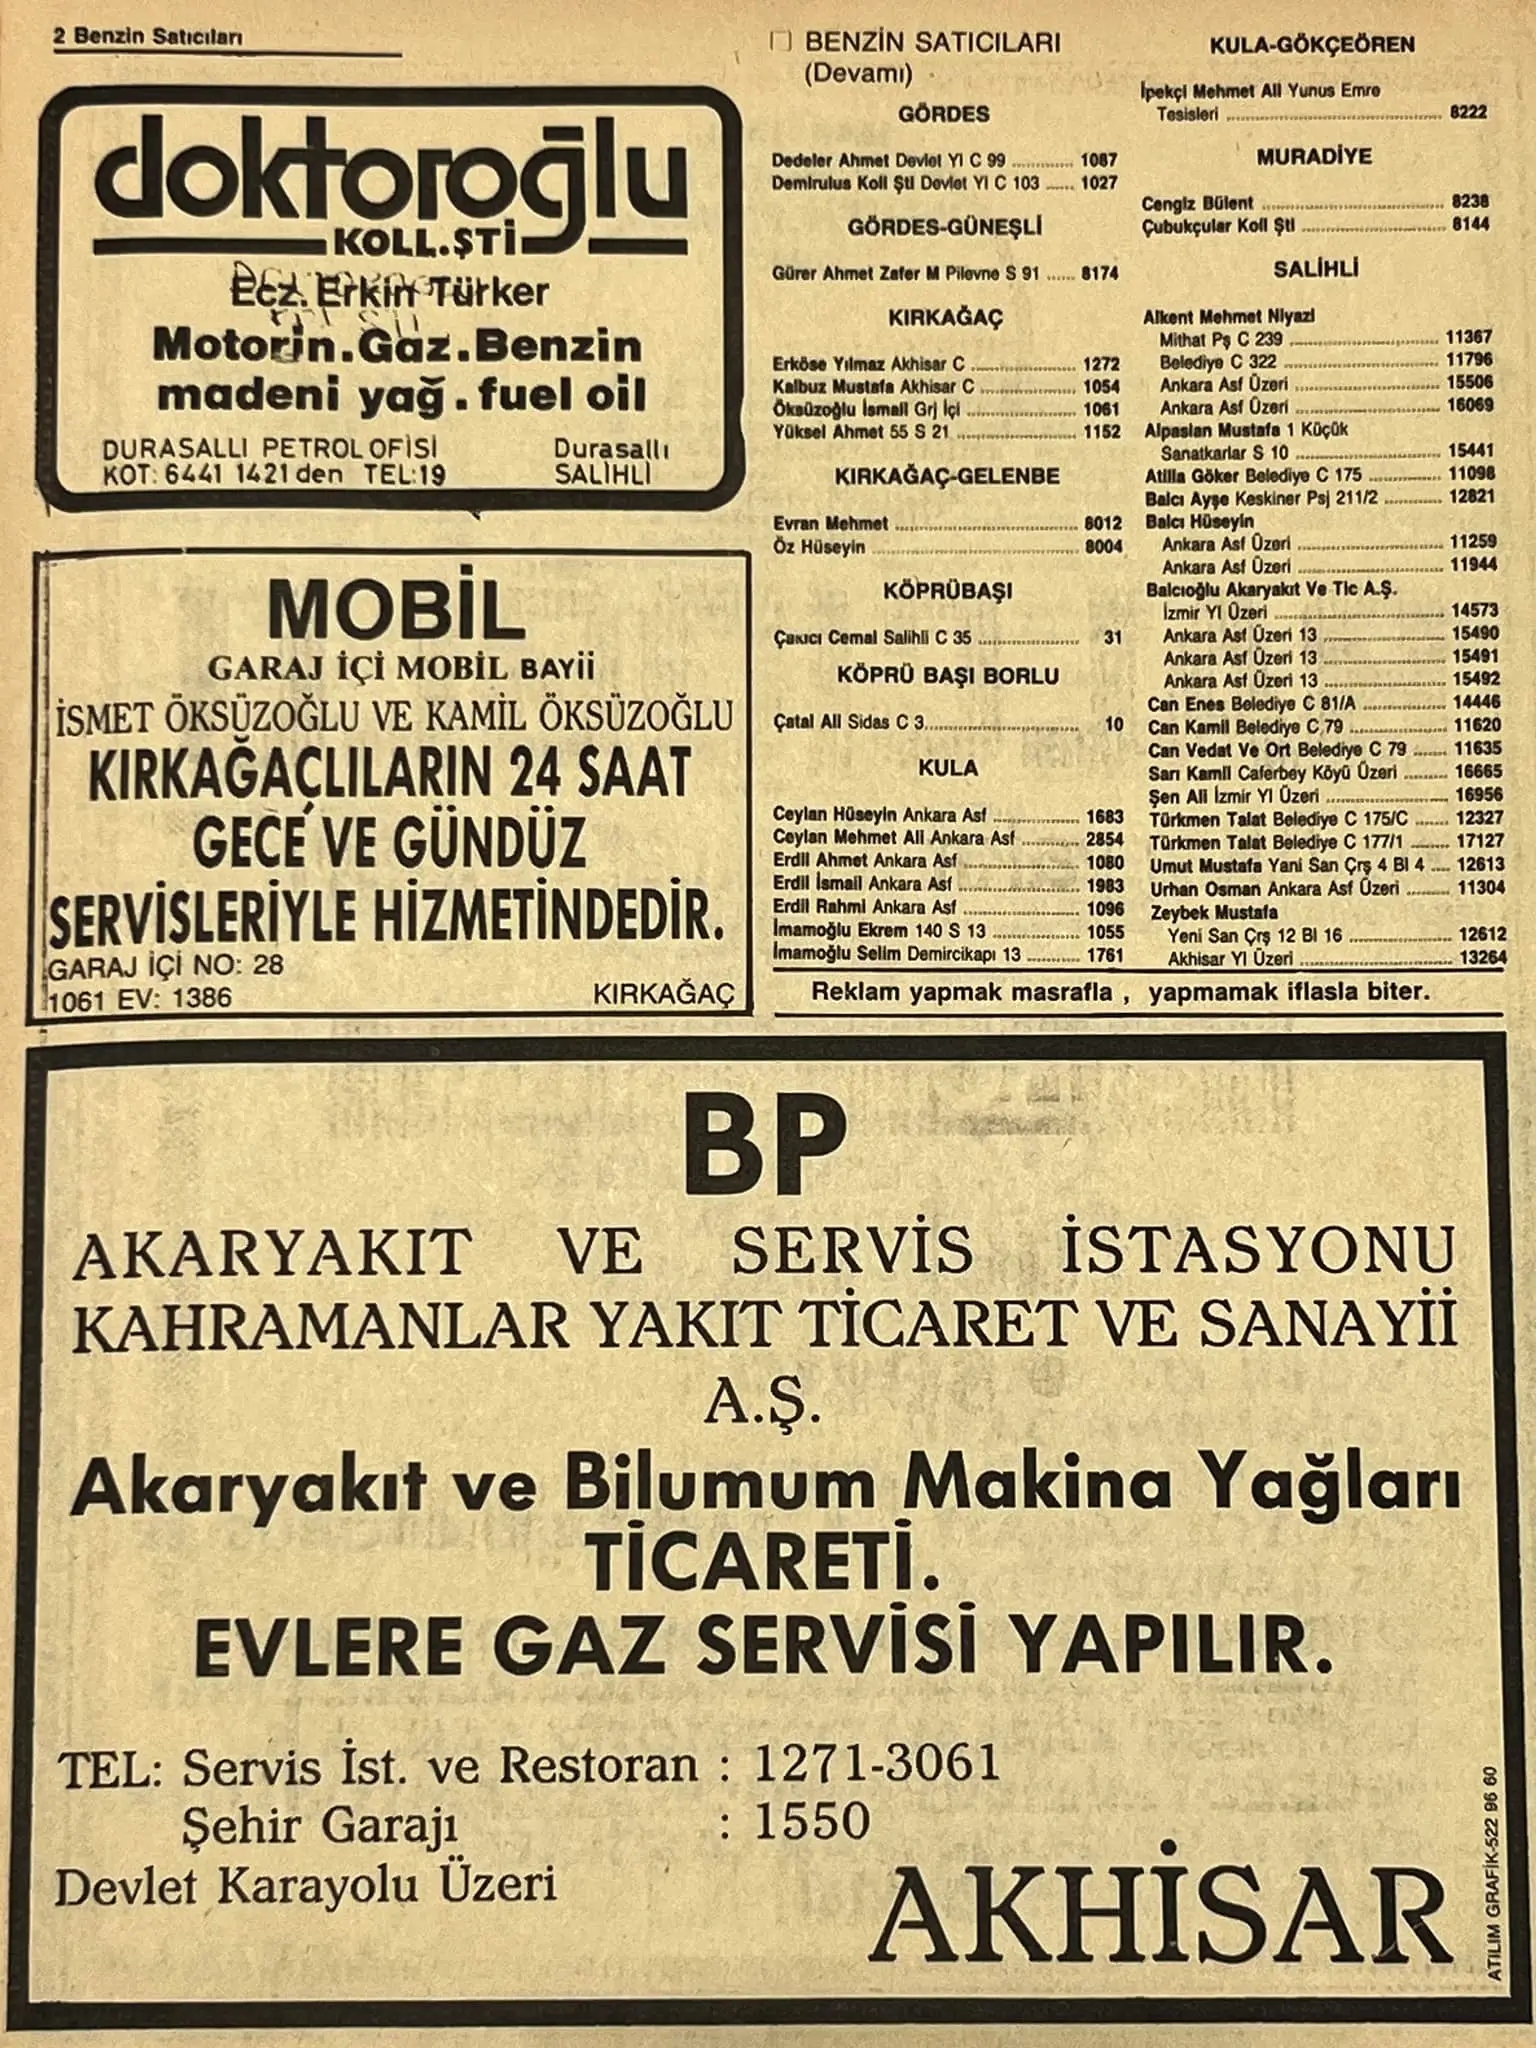 2 Benzin Satıcıları
doktoroğlu
KOLL.ŞTİ
Ecz. Erkin Türker
Motorin.Gaz.Benzin
madeni yağ.fuel oil
DURASALLI PETROL OFİSİ
KOT: 6441 1421 den TEL:19
Durasallı
SALİHLİ
MOBİL
GARAJ İÇİ MOBİL BAYİİ
İSMET ÖKSÜZOĞLU VE KAMİL ÖKSÜZOĞLU
KIRKAĞAÇLILARIN 24 SAAT
GECE VE GÜNDÜZ
SERVİSLERİYLE HİZMETİNDEDİR.
GARAJ İÇİ NO: 28
1061 EV: 1386
KIRKAĞAÇ
BENZİN SATICILARI
(Devamı)
GÖRDES
Dedeler Ahmet Devlet Yl C 99 ............ 1087
Demirulus Koll Şti Devlet Yl C 103 ...... 1027
GÖRDES-GÜNEŞLİ
Gürer Ahmet Zafer M Pilevne S 91 ...... 8174
KIRKAĞAÇ
Erköse Yılmaz Akhisar C ............ 1272
Kalbuz Mustafa Akhisar C ............ 1054
Öksüzoğlu İsmail Grj İçi ............ 1061
Yüksel Ahmet 55 S 21 ............ 1152
KIRKAĞAÇ-GELENBE
Evran Mehmet ............ 8012
Öz Hüseyin ............ 8004
KÖPRÜBAŞI
Çakıcı Cemal Salihli C 35 ............ 31
KÖPRÜ BAŞI BORLU
Çatal Ali Sidas C 3 ............ 10
KULA
Ceylan Hüseyin Ankara Asf ............ 1683
Ceylan Mehmet Ali Ankara Asf ............ 2854
Erdil Ahmet Ankara Asf ............ 1080
Erdil İsmail Ankara Asf ............ 1983
Erdil Rahmi Ankara Asf ............ 1096
İmamoğlu Ekrem 140 S 13 ............ 1055
İmamoğlu Selim Demircikapı 13 ............ 1761
KULA-GÖKÇEÖREN
İpekçi Mehmet Ali Yunus Emre
Tesisleri ............ 8222
MURADİYE
Cengiz Bülent ............ 8238
Çubukçular Koll Şti ............ 8144
SALİHLİ
Alkent Mehmet Niyazi
Mithat Pş C 239 ............ 11367
Belediye C 322 ............ 11796
Ankara Asf Üzeri ............ 15506
Ankara Asf Üzeri ............ 16069
Alpaslan Mustafa 1 Küçük
Sanatkarlar S 10 ............ 15441
Atilla Göker Belediye C 175 ............ 11098
Balcı Ayşe Keskiner Psj 211/2 ............ 12821
Balcı Hüseyin
Ankara Asf Üzeri ............ 11259
Ankara Asf Üzeri ............ 11944
Balcıoğlu Akaryakıt Ve Tic A.Ş.
İzmir Yl Üzeri ............ 14573
Ankara Asf Üzeri 13 ............ 15490
Ankara Asf Üzeri 13 ............ 15491
Ankara Asf Üzeri 13 ............ 15492
Can Enes Belediye C 81/A ............ 14446
Can Kamil Belediye C 79 ............ 11620
Can Vedat Ve Ort Belediye C 79 ...... 11635
Sarı Kamil Caferbey Köyü Üzeri ......... 16665
Şen Ali İzmir Yl Üzeri ............ 16956
Türkmen Talat Belediye C 175/C ...... 12327
Türkmen Talat Belediye C 177/1 ....... 17127
Umut Mustafa Yani San Çrş 4 Bl 4 .... 12613
Urhan Osman Ankara Asf Üzeri ........ 11304
Zeybek Mustafa
Yeni San Çrş 12 Bl 16 ............ 12612
Akhisar Yl Üzeri ............ 13264
Reklam yapmak masrafla , yapmamak iflasla biter.
BP
AKARYAKIT VE SERVİS İSTASYONU
KAHRAMANLAR YAKIT TİCARET VE SANAYİİ
A.Ş.
Akaryakıt ve Bilumum Makina Yağları
TİCARETİ.
EVLERE GAZ SERVİSİ YAPILIR.
TEL: Servis İst. ve Restoran : 1271-3061
Şehir Garajı : 1550
Devlet Karayolu Üzeri
AKHİSAR
ATILIM GRAFİK-522 96 60